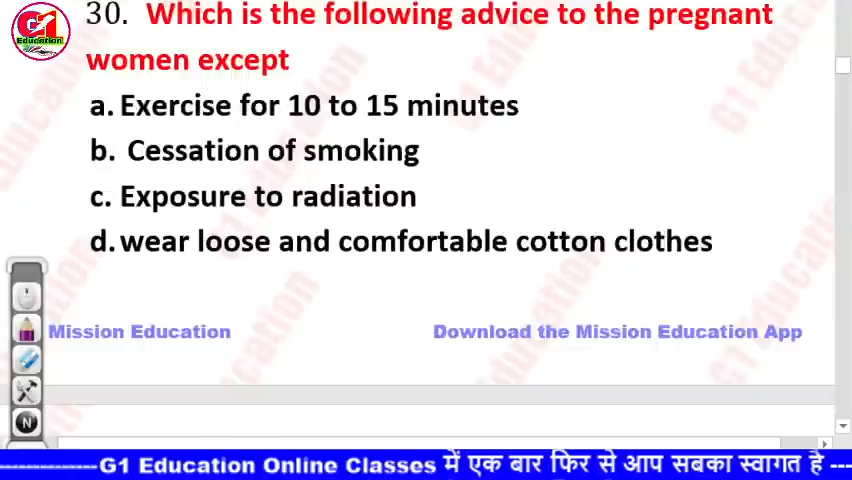 G1
Education
30. Which is the following advice to the pregnant
women except
a. Exercise for 10 to 15 minutes
b. Cessation of smoking
c. Exposure to radiation
d. wear loose and comfortable cotton clothes
Mission Education
Download the Mission Education App
N
--------------G1 Education Online Classes में एक बार फिर से आप सबका स्वागत है ---